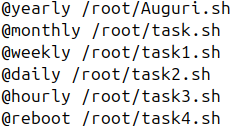 @yearly /root/Auguri.sh
@monthly /root/task.sh
@weekly /root/task1.sh
@daily /root/task2.sh
@hourly /root/task3.sh
@reboot /root/task4.sh